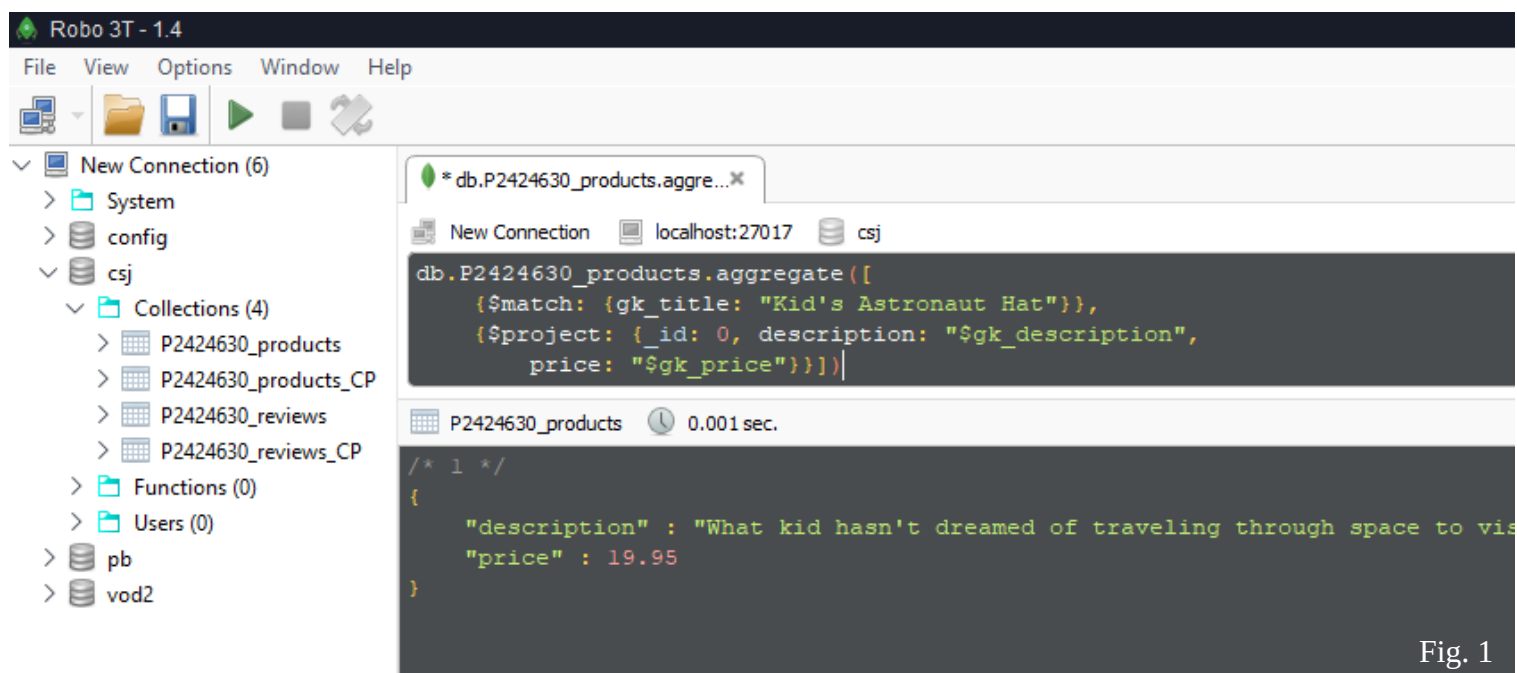 Robo 3T - 1.4
File View Options Window Help
New Connection (6)
System
config
csj
Collections (4)
P2424630_products
P2424630_products_CP
P2424630_reviews
P2424630_reviews_CP
Functions (0)
Users (0)
pb
vod2
* db.P2424630_products.aggre...
New Connection localhost:27017 csj
db.P2424630_products.aggregate([
{$match: {gk_title: "Kid's Astronaut Hat"}},
{$project: {_id: 0, description: "$gk_description",
price: "$gk_price"}}])
P2424630_products 0.001 sec.
/* 1 */
{
"description" : "What kid hasn't dreamed of traveling through space to vis
"price" : 19.95
}
Fig. 1